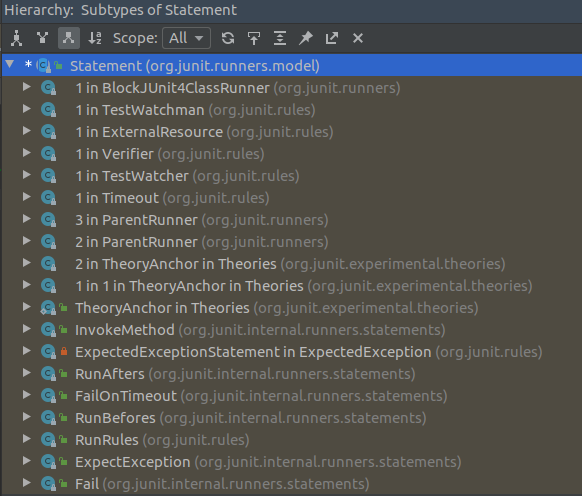 Hierarchy: Subtypes of Statement
Scope: All
* Statement (org.junit.runners.model)
1 in BlockJUnit4ClassRunner (org.junit.runners)
1 in TestWatchman (org.junit.rules)
1 in ExternalResource (org.junit.rules)
1 in Verifier (org.junit.rules)
1 in TestWatcher (org.junit.rules)
1 in Timeout (org.junit.rules)
3 in ParentRunner (org.junit.runners)
2 in ParentRunner (org.junit.runners)
2 in TheoryAnchor in Theories (org.junit.experimental.theories)
1 in 1 in TheoryAnchor in Theories (org.junit.experimental.theories)
TheoryAnchor in Theories (org.junit.experimental.theories)
InvokeMethod (org.junit.internal.runners.statements)
ExpectedExceptionStatement in ExpectedException (org.junit.rules)
RunAfters (org.junit.internal.runners.statements)
FailOnTimeout (org.junit.internal.runners.statements)
RunBefores (org.junit.internal.runners.statements)
RunRules (org.junit.rules)
ExpectException (org.junit.internal.runners.statements)
Fail (org.junit.internal.runners.statements)